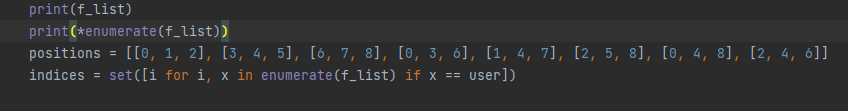 print(f_list)
print(*enumerate(f_list))
positions = [[0, 1, 2], [3, 4, 5], [6, 7, 8], [0, 3, 6], [1, 4, 7], [2, 5, 8], [0, 4, 8], [2, 4, 6]]
indices = set([i for i, x in enumerate(f_list) if x == user])